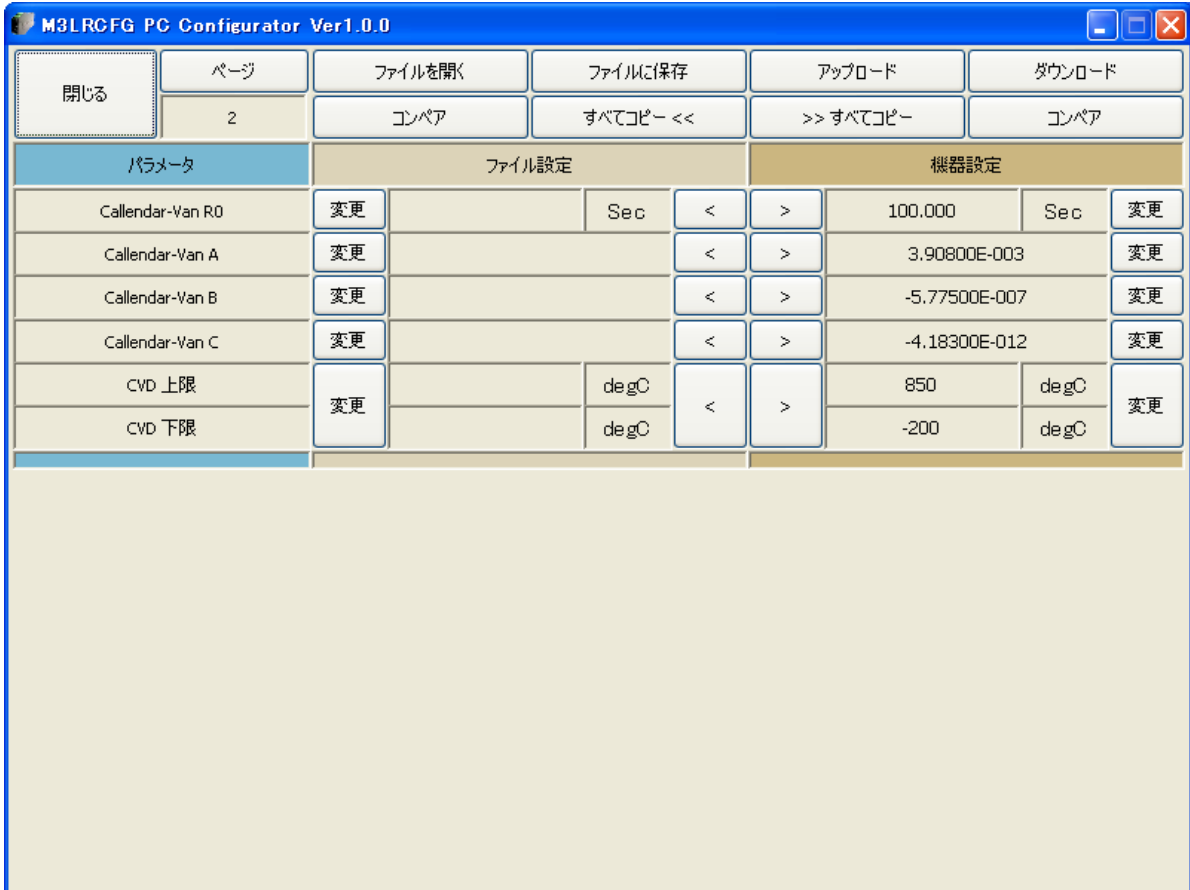 M3LRCFG PC Configurator Ver1.0.0
閉じる ページ ファイルを開く ファイルに保存 アップロード ダウンロード
2 コンペア すべてコピー << >> すべてコピー コンペア
パラメータ ファイル設定 機器設定
Callendar-Van R0 変更 Sec < > 100.000 Sec 変更
Callendar-Van A 変更 < > 3.90800E-003 変更
Callendar-Van B 変更 < > -5.77500E-007 変更
Callendar-Van C 変更 < > -4.18300E-012 変更
CVD 上限 変更 degC < > 850 degC 変更
CVD 下限 degC -200 degC